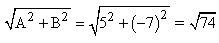 √(A² + B²) = √(5² + (−7)²) = √74